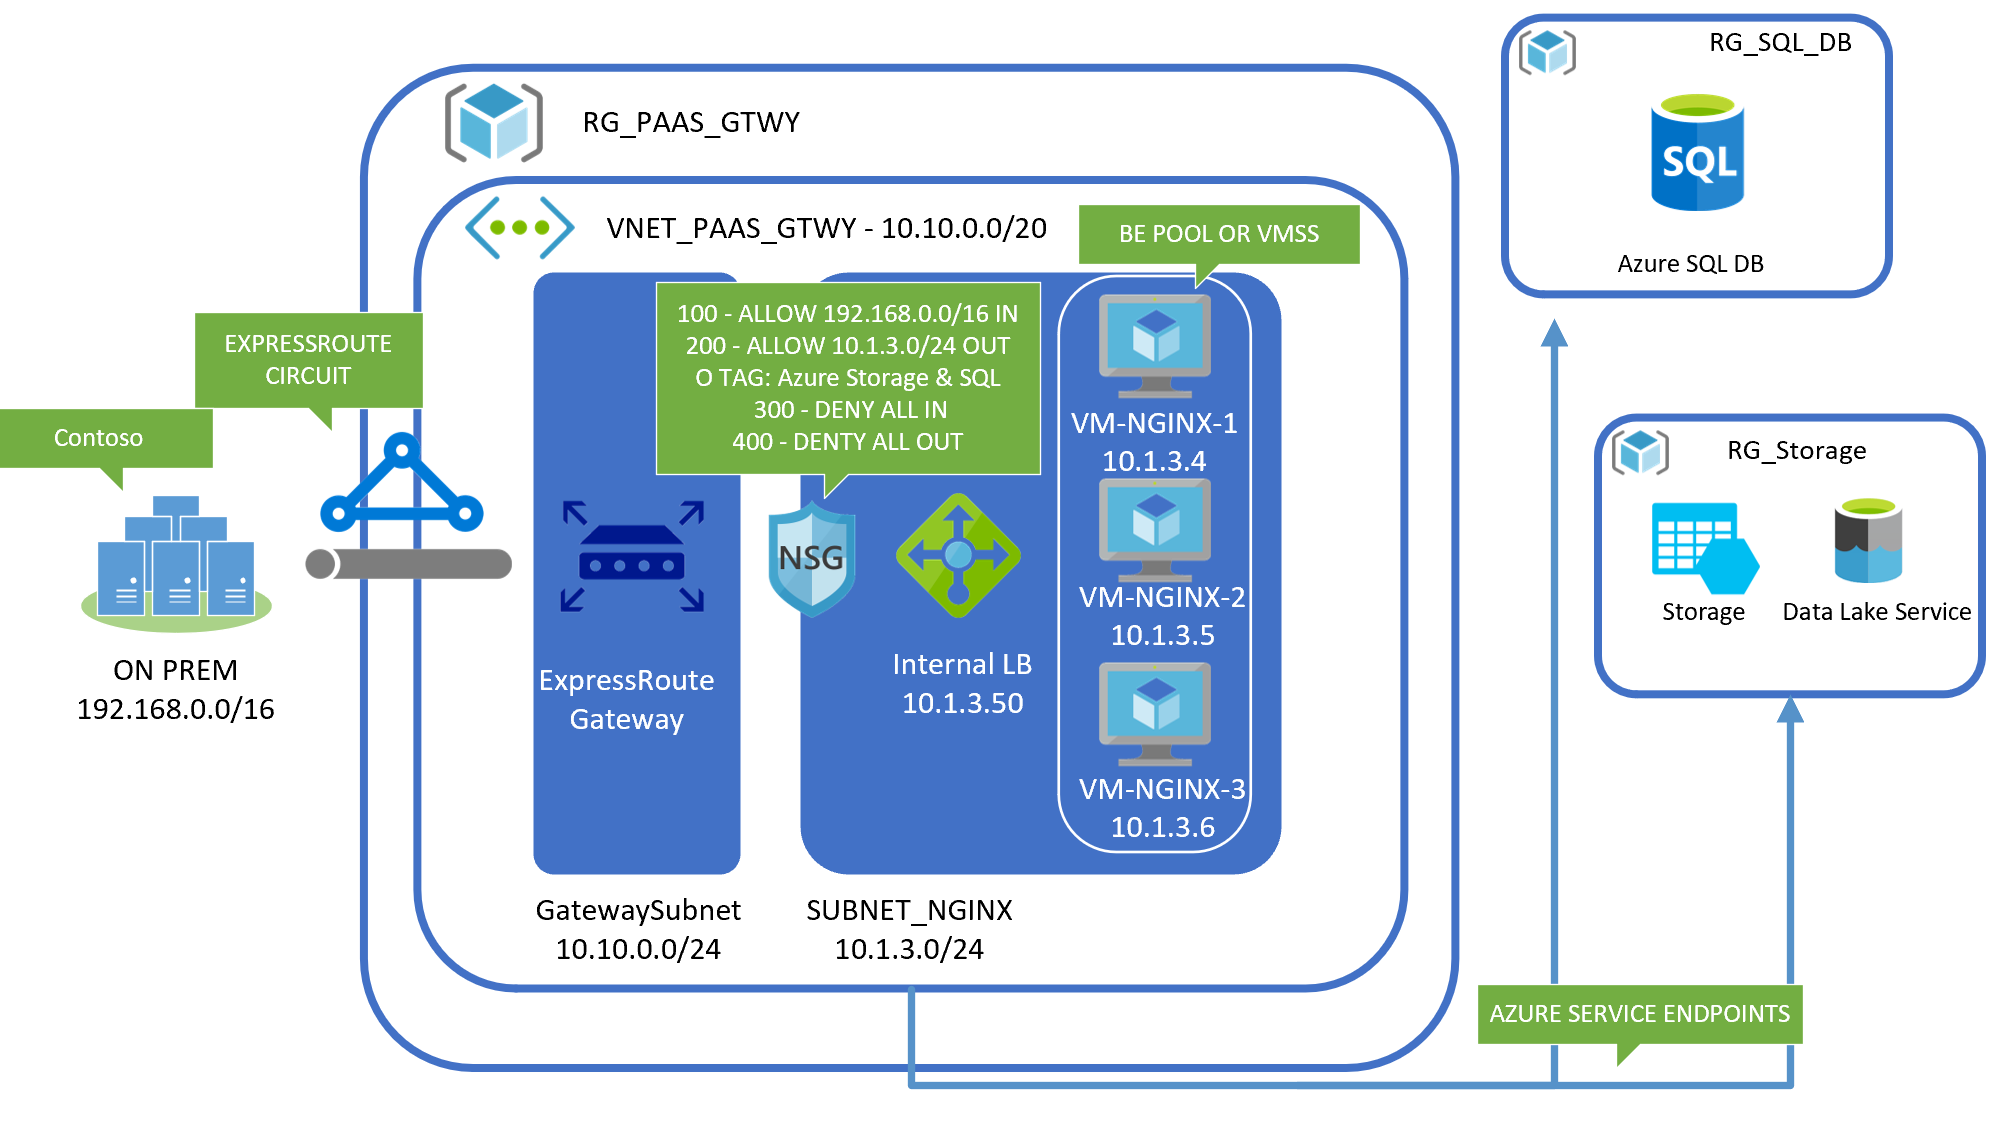 RG_SQL_DB
SQL
Azure SQL DB
RG_PAAS_GTWY
VNET_PAAS_GTWY - 10.10.0.0/20
BE POOL OR VMSS
100 - ALLOW 192.168.0.0/16 IN
200 - ALLOW 10.1.3.0/24 OUT
O TAG: Azure Storage & SQL
300 - DENY ALL IN
400 - DENTY ALL OUT
EXPRESSROUTE
CIRCUIT
Contoso
ON PREM
192.168.0.0/16
ExpressRoute
Gateway
NSG
Internal LB
10.1.3.50
VM-NGINX-1
10.1.3.4
VM-NGINX-2
10.1.3.5
VM-NGINX-3
10.1.3.6
GatewaySubnet
10.10.0.0/24
SUBNET_NGINX
10.1.3.0/24
RG_Storage
Storage
Data Lake Service
AZURE SERVICE ENDPOINTS